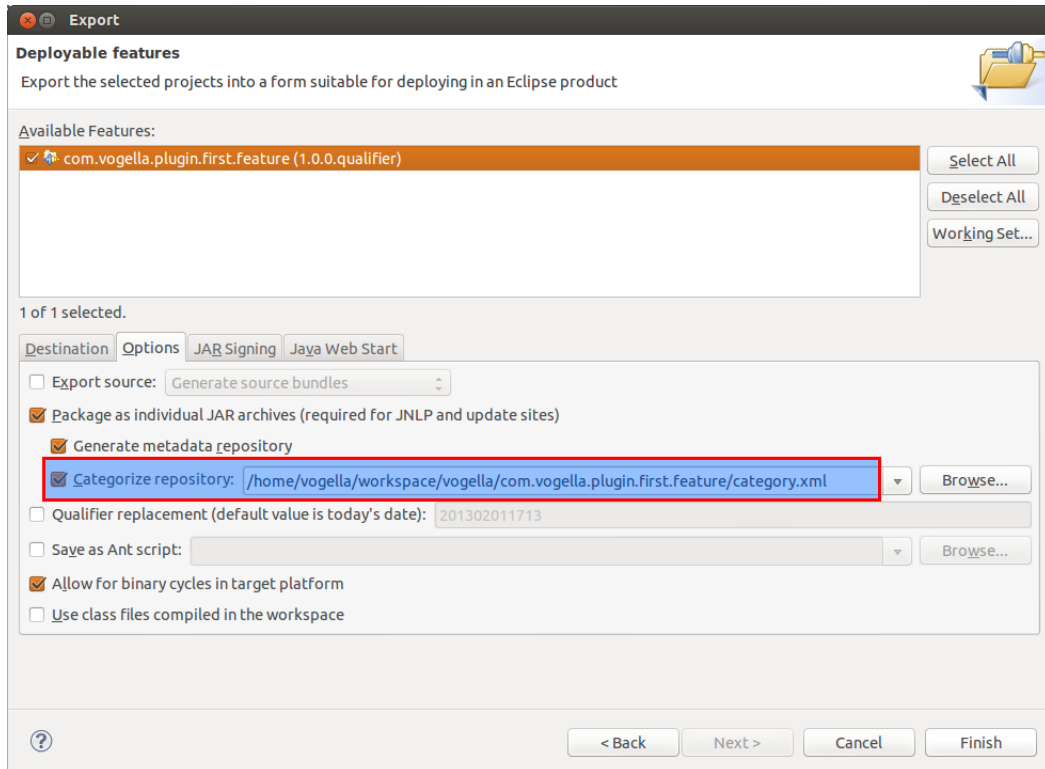 Export
Deployable features
Export the selected projects into a form suitable for deploying in an Eclipse product
Available Features:
com.vogella.plugin.first.feature (1.0.0.qualifier)
Select All
Deselect All
Working Set...
1 of 1 selected.
Destination Options JAR Signing Java Web Start
Export source: Generate source bundles
Package as individual JAR archives (required for JNLP and update sites)
Generate metadata repository
Categorize repository: /home/vogella/workspace/vogella/com.vogella.plugin.first.feature/category.xml Browse...
Qualifier replacement (default value is today's date): 201302011713
Save as Ant script: Browse...
Allow for binary cycles in target platform
Use class files compiled in the workspace
? < Back Next > Cancel Finish